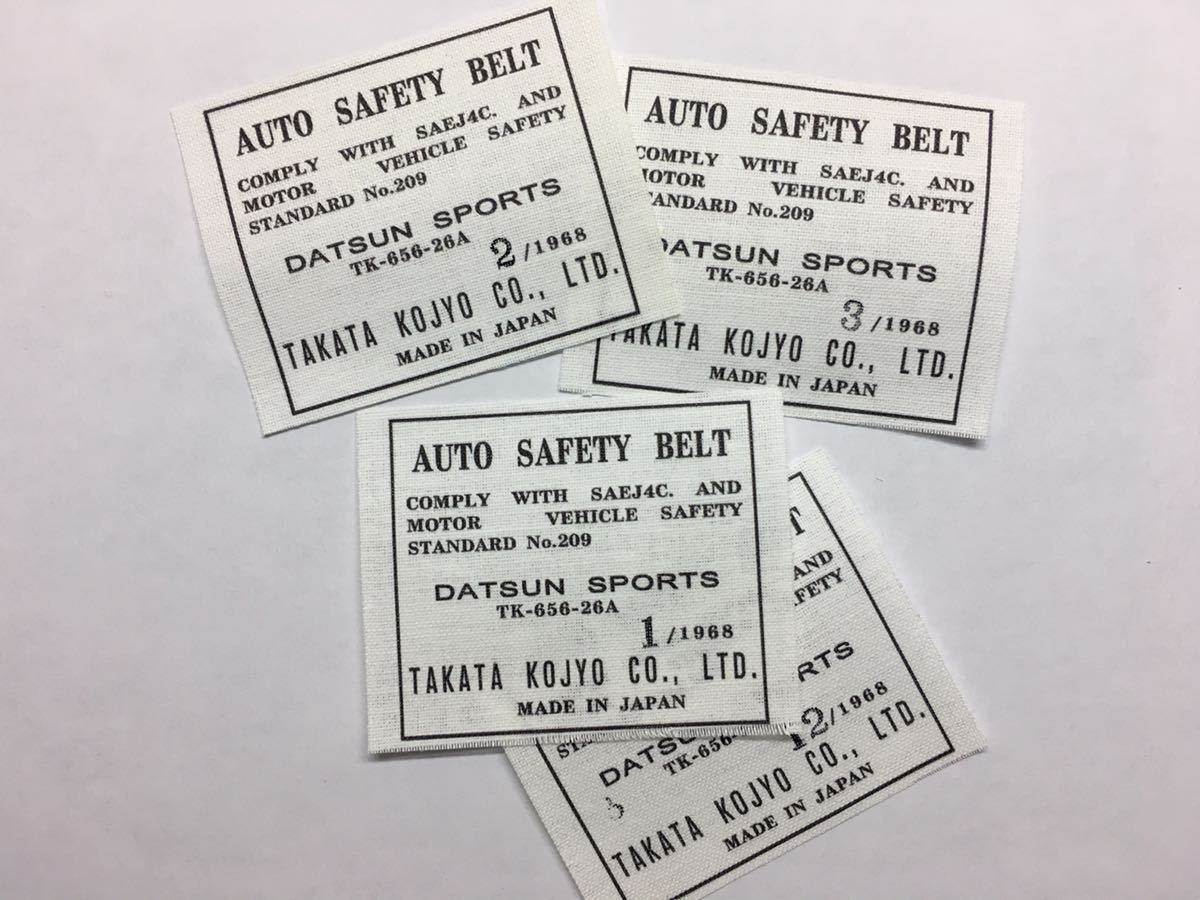 AUTO SAFETY BELT
COMPLY WITH SAEJ4C. AND
MOTOR VEHICLE SAFETY
STANDARD No.209
DATSUN SPORTS
TK-656-26A
2/1968
TAKATA KOJYO CO., LTD.
MADE IN JAPAN
AUTO SAFETY BELT
COMPLY WITH SAEJ4C. AND
MOTOR VEHICLE SAFETY
STANDARD No.209
DATSUN SPORTS
TK-656-26A
3/1968
TAKATA KOJYO CO., LTD.
MADE IN JAPAN
AUTO SAFETY BELT
COMPLY WITH SAEJ4C. AND
MOTOR VEHICLE SAFETY
STANDARD No.209
DATSUN SPORTS
TK-656-26A
1/1968
TAKATA KOJYO CO., LTD.
MADE IN JAPAN
AND
12/1968
TAKATA KOJYO CO., LTD.
MADE IN JAPAN